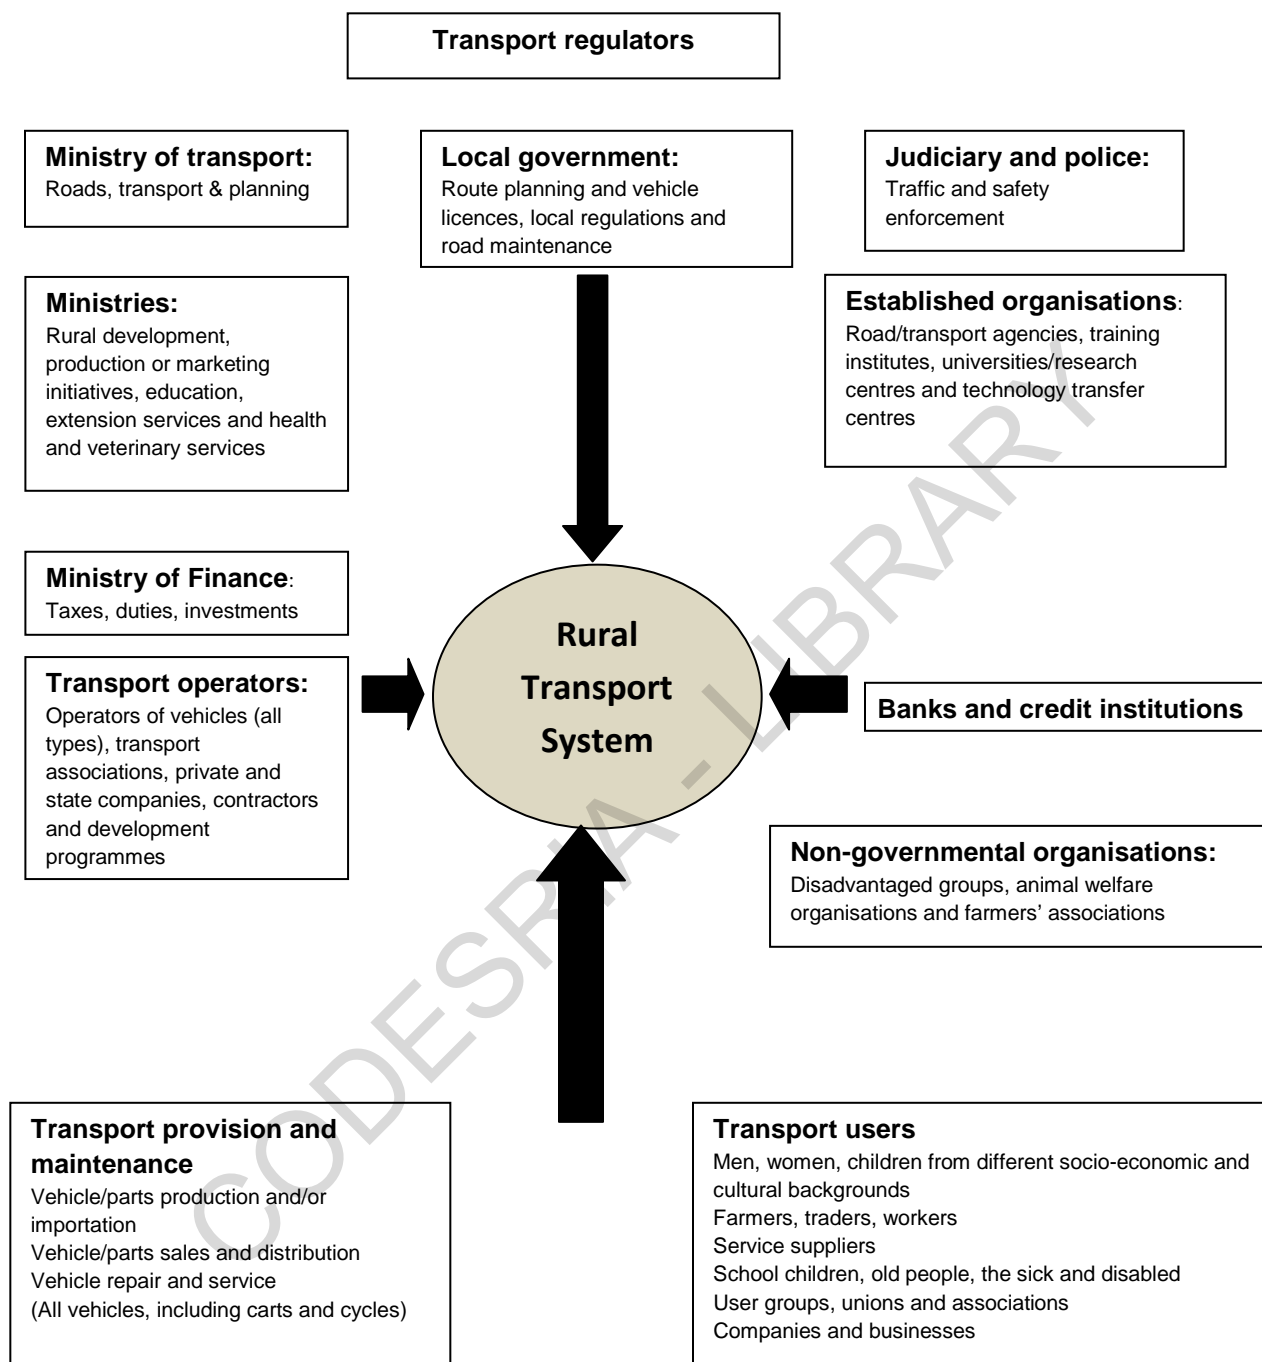 Transport regulators
Ministry of transport:
Roads, transport & planning
Local government:
Route planning and vehicle
licences, local regulations and
road maintenance
Judiciary and police:
Traffic and safety
enforcement
Ministries:
Rural development,
production or marketing
initiatives, education,
extension services and health
and veterinary services
Established organisations:
Road/transport agencies, training
institutes, universities/research
centres and technology transfer
centres
Ministry of Finance:
Taxes, duties, investments
Rural
Transport
System
Transport operators:
Operators of vehicles (all
types), transport
associations, private and
state companies, contractors
and development
programmes
Banks and credit institutions
Non-governmental organisations:
Disadvantaged groups, animal welfare
organisations and farmers’ associations
Transport provision and
maintenance
Vehicle/parts production and/or
importation
Vehicle/parts sales and distribution
Vehicle repair and service
(All vehicles, including carts and cycles)
Transport users
Men, women, children from different socio-economic and
cultural backgrounds
Farmers, traders, workers
Service suppliers
School children, old people, the sick and disabled
User groups, unions and associations
Companies and businesses
CODESRIA - LIBRARY